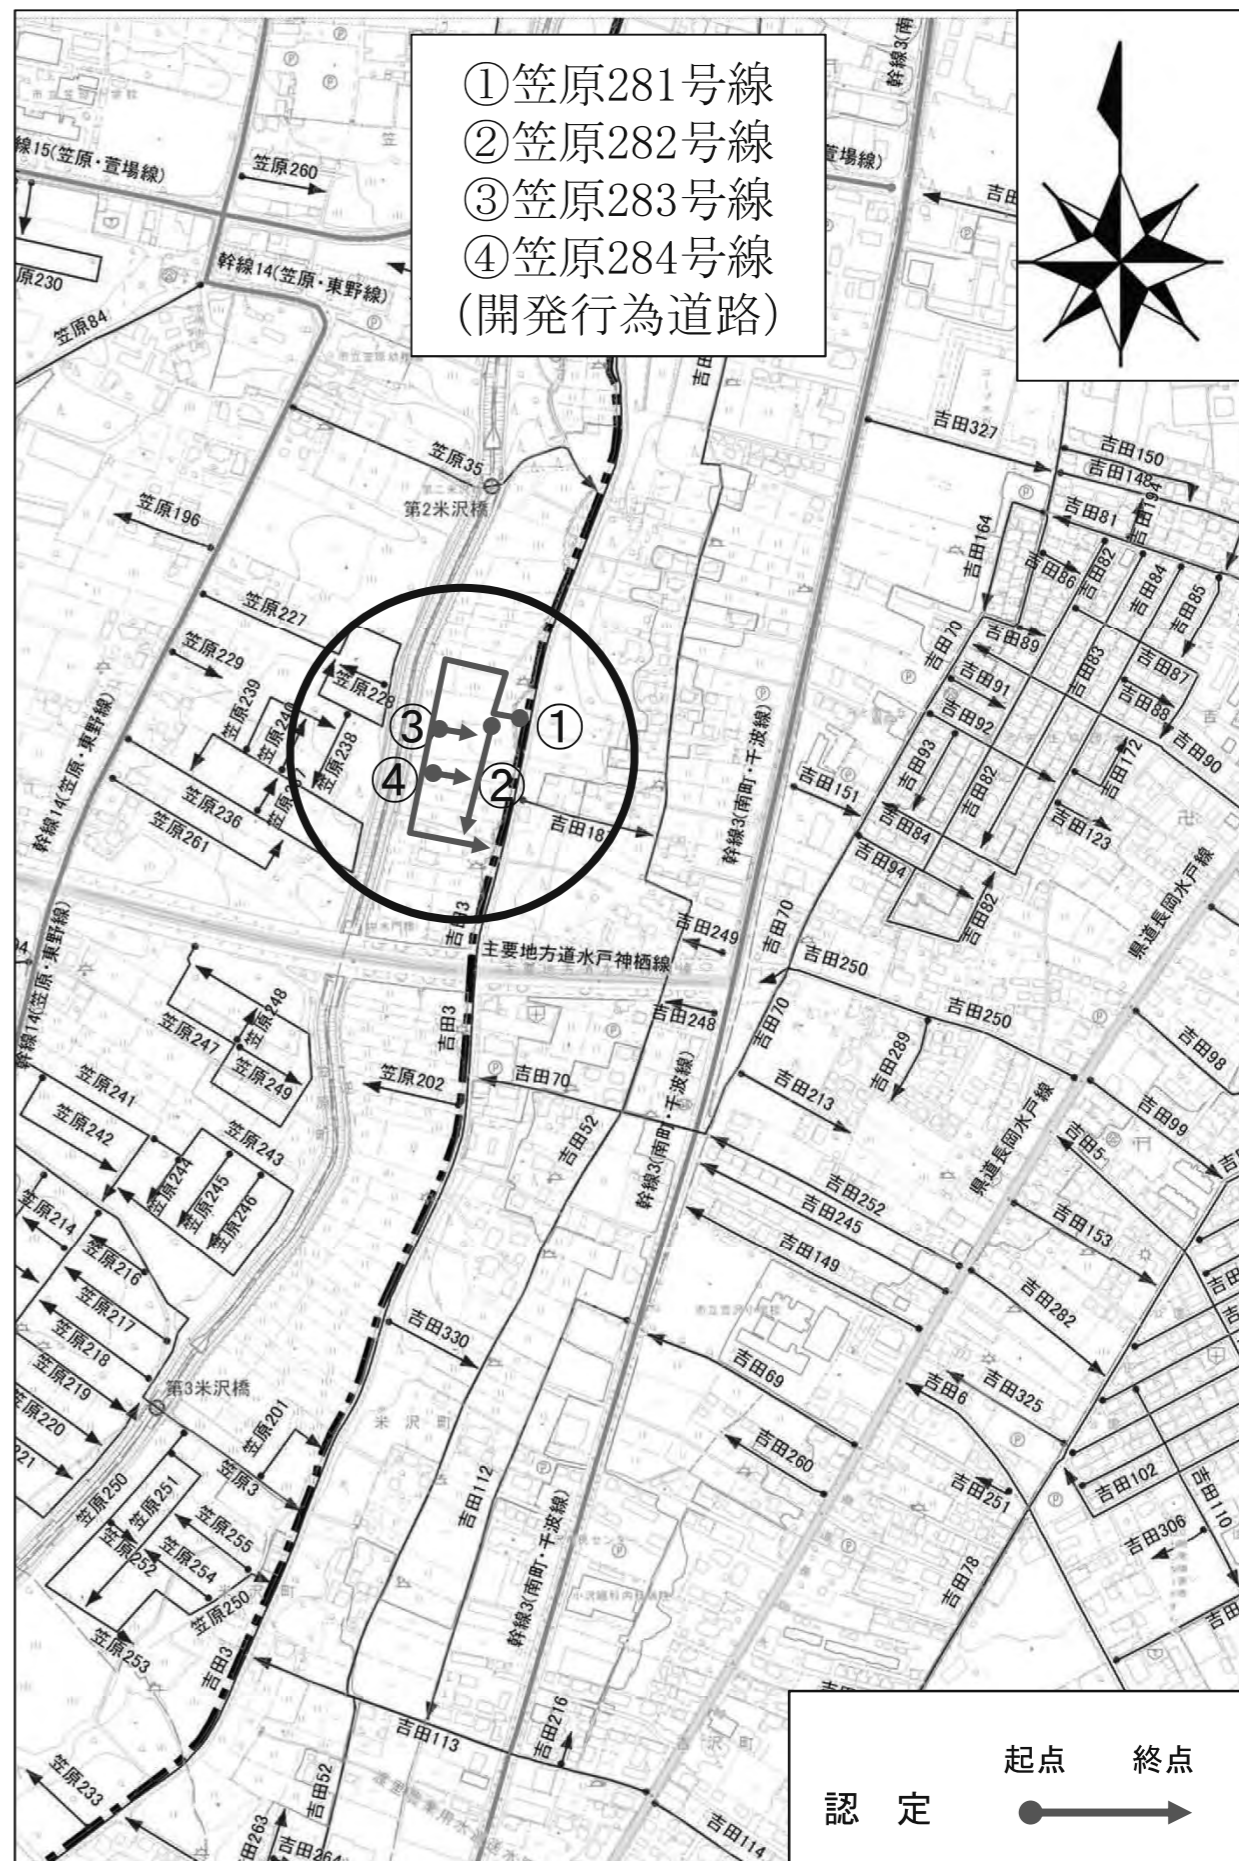 ①笠原281号線
②笠原282号線
③笠原283号線
④笠原284号線
(開発行為道路)
幹線3(南
線15(笠原・萱場線)
笠原260
萱場線)
原230
幹線14(笠原・東野線)
笠原84
笠原35
第2米沢橋
吉田327
吉田150
吉田148
吉田194
吉田81
笠原196
吉田164
吉田86
吉田82
吉田84
吉田85
笠原227
吉田70
吉田89
笠原229
笠原228
吉田83
吉田87
吉田91
吉田88
笠原239
笠原240
笠原238
③
①
吉田92
④
②
幹線14(笠原・東野線)
笠原237
笠原236
笠原261
吉田187
幹線3(南町・千波線)
吉田151
吉田93
吉田82
吉田172
吉田90
吉田84
吉田123
吉田94
吉田82
県道長岡水戸線
吉田3
主要地方道水戸神栖線
吉田249
吉田70
吉田250
幹線14(笠原・東野線)
笠原248
笠原247
笠原249
吉田3
吉田248
吉田70
吉田250
吉田289
吉田98
笠原202
吉田70
笠原241
笠原242
笠原243
吉田52
吉田213
吉田99
吉田5
笠原244
笠原245
笠原246
幹線3(南町・千波線)
県道長岡水戸線
笠原214
笠原216
吉田252
吉田245
吉田149
吉田153
笠原217
笠原218
吉田330
吉田282
笠原219
第3米沢橋
吉田69
吉田6
吉田325
笠原220
221
笠原201
米沢町
笠原3
吉田260
吉田251
吉田102
吉田110
笠原250
笠原251
笠原255
吉田112
笠原252
笠原254
吉田306
笠原250
幹線3(南町・千波線)
吉田78
笠原253
吉田3
吉田113
吉田216
笠原233
吉田52
吉田114
吉田264
起点　終点
認　定